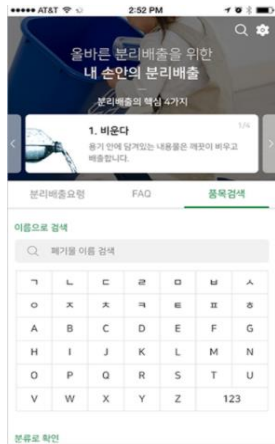 AT&T 2:52 PM
올바른 분리배출을 위한
내 손안의 분리배출
분리배출의 핵심 4가지
1. 비운다 1/4
용기 안에 담겨있는 내용물은 깨끗이 비우고
배출합니다.
분리배출요령 FAQ 품목검색
이름으로 검색
폐기물 이름 검색
ㄱ ㄴ ㄷ ㄹ ㅁ ㅂ ㅅ
ㅇ ㅈ ㅊ ㅋ ㅌ ㅍ ㅎ
A B C D E F G
H I J K L M N
O P Q R S T U
V W X Y Z 123
분류로 확인